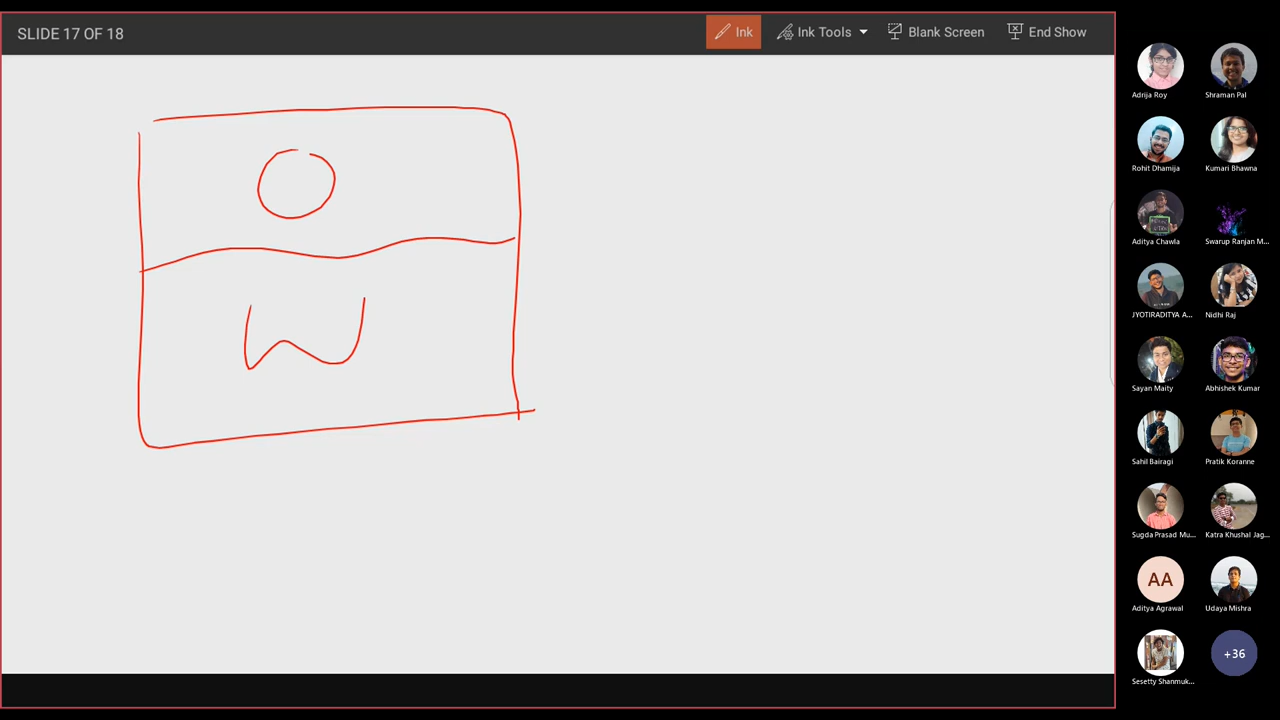 SLIDE 17 OF 18
Ink
Ink Tools
Blank Screen
End Show
O
W
Adrija Roy
Shraman Pal
Rohit Dhamija
Kumari Bhawna
Aditya Chawla
Swarup Ranjan M...
JYOTIRADITYA A...
Nidhi Raj
Sayan Maity
Abhishek Kumar
Sahil Bairagi
Pratik Koranne
Sugda Prasad Mu...
Katra Khushal Jag...
AA
Aditya Agrawal
Udaya Mishra
Sesetty Shanmuk...
+36